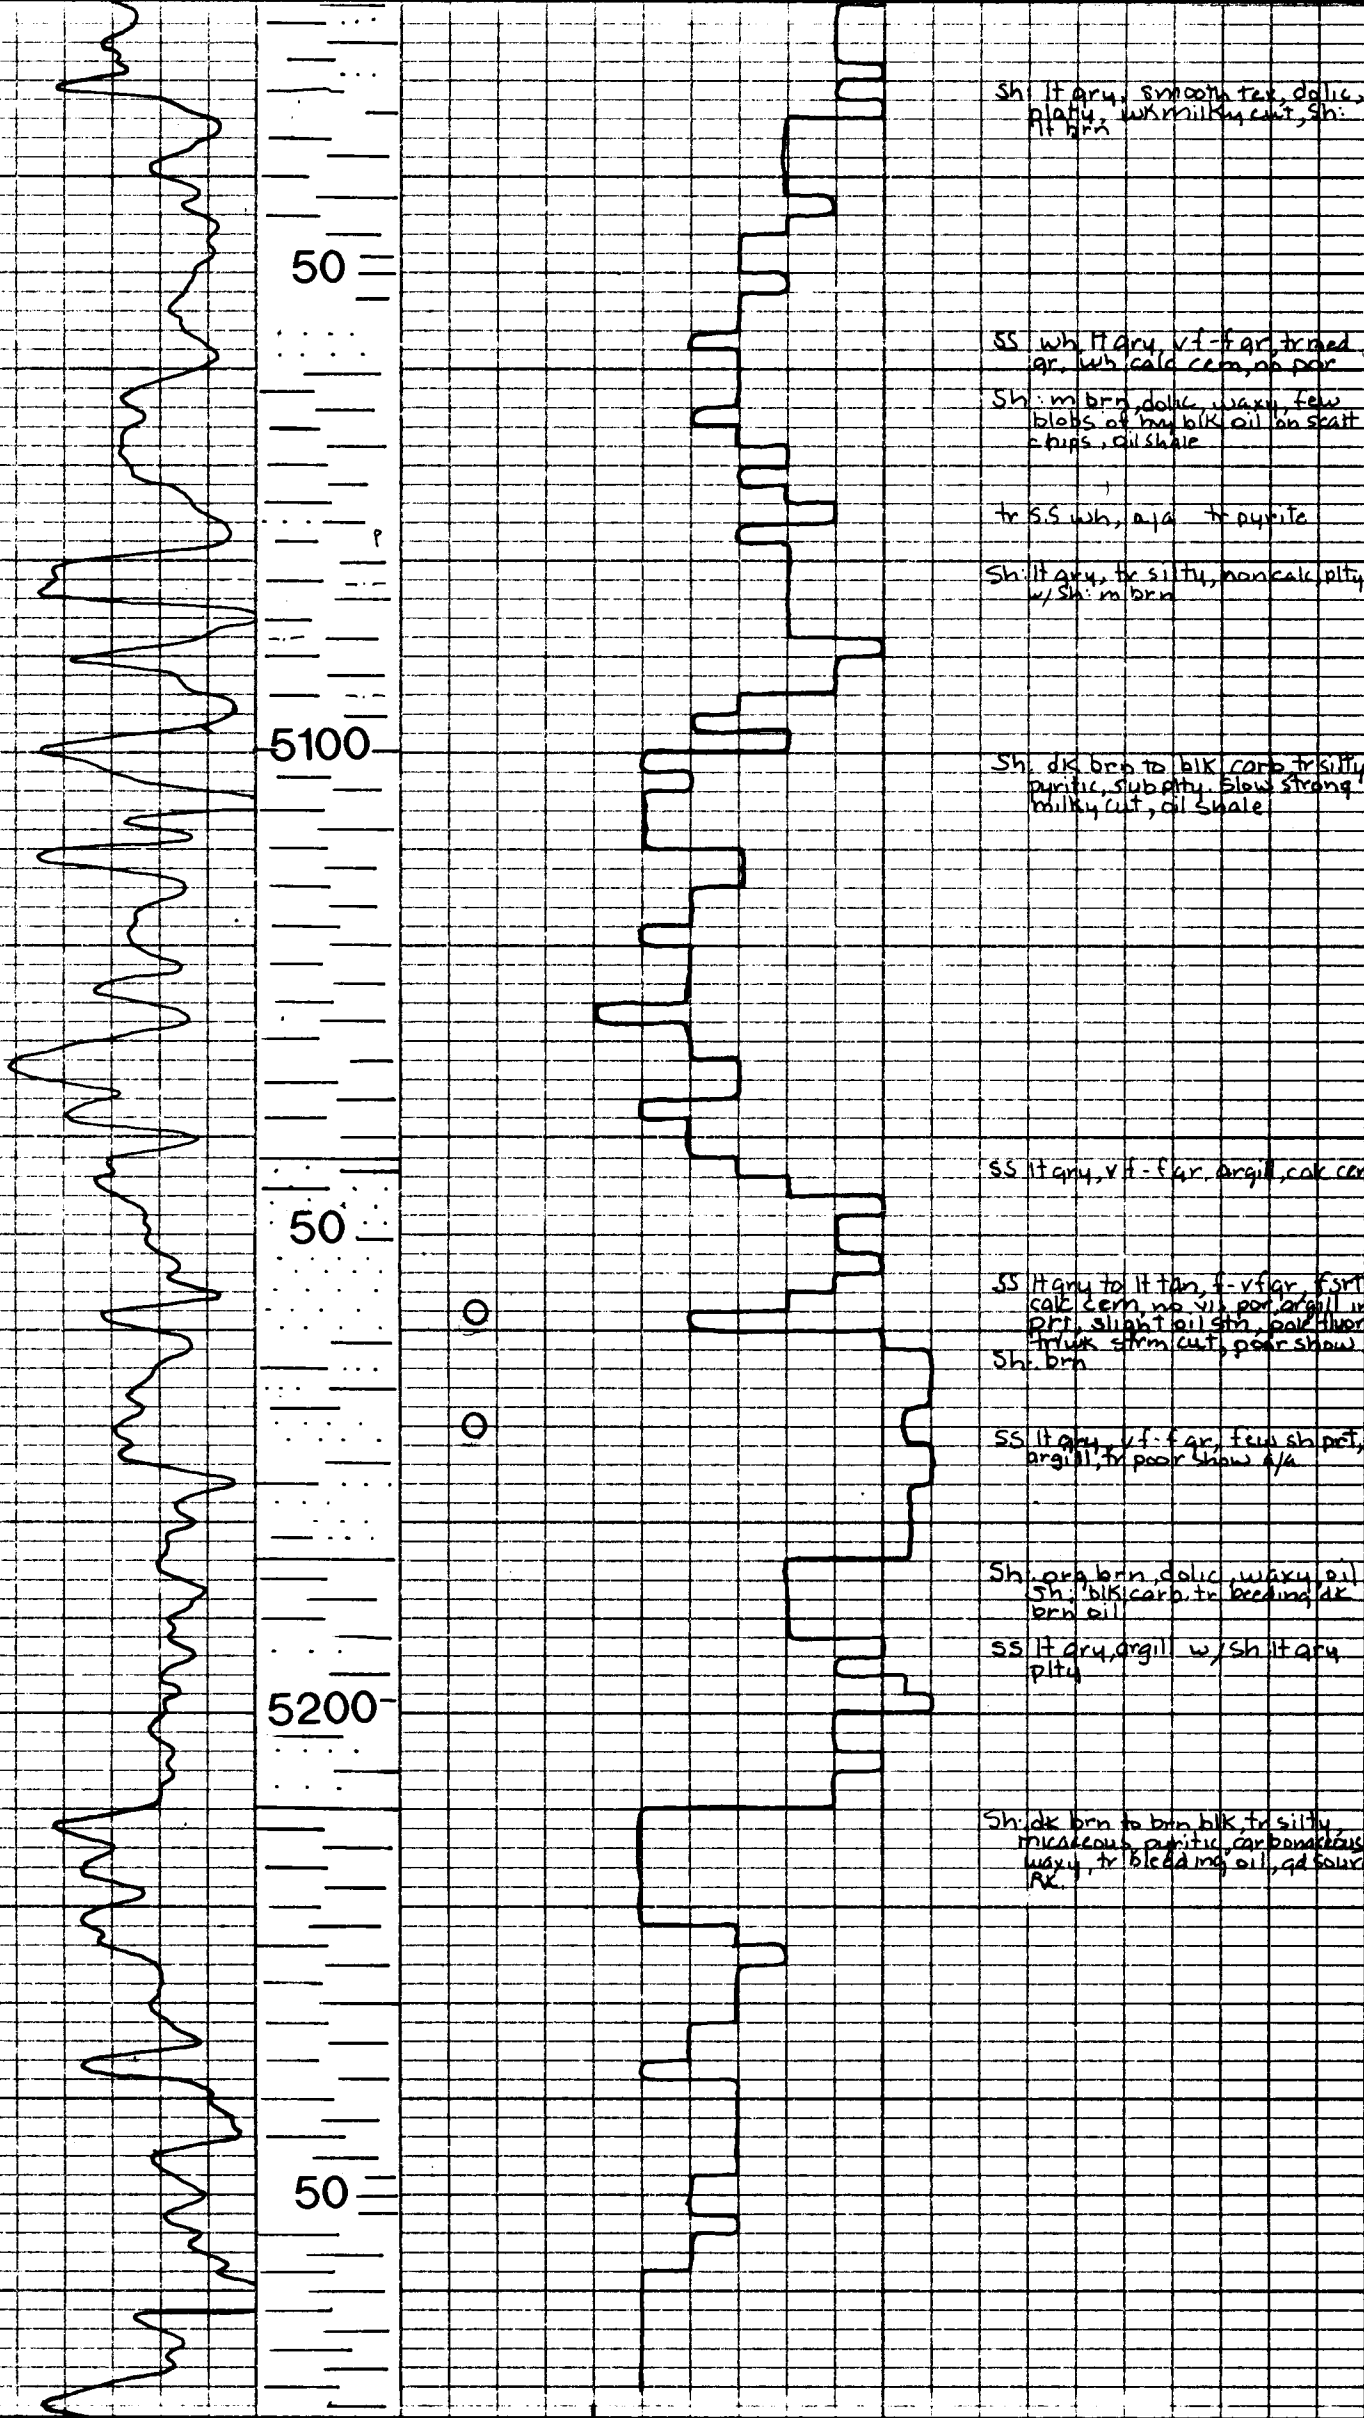 Sh: lt gry, smooth tex, dolic,
platy, wk milky cut, Sh:
lt brn
50
SS wh, lt gry, vf-f gr, tr med
gr, wh calc cem, no por
Sh: m brn, dolic, waxy, few
blobs of hvy blk oil on scatt
chips, oil shale
tr SS wh, a/a tr pyrite
P
Sh: lt gry, tr silty, noncalc, plty
w/ Sh: m brn
5100
Sh: dk brn to blk carb tr silty
pyritic, subplty. Slow strong
milky cut, oil shale
SS lt gry, vf-f gr, argill, calc cem
50
SS lt gry to lt tan, f-vf gr, f srt
calc cem, no vis por, argill in
prt, slight oil stn, pale fluor
tr wk strm cut, poor show
Sh: brn
SS lt gry, vf-f gr, few sh prt,
argill, tr poor show a/a
Sh: org brn, dolic, waxy, oil
Sh: blk carb. tr beeding dk
brn oil
SS lt gry, argill w/ sh lt gry
plty
5200
Sh: dk brn to brn blk, tr silty,
micaceous, pyritic, carbonaceous
waxy, tr bleeding oil, gd sour
Rx.
50